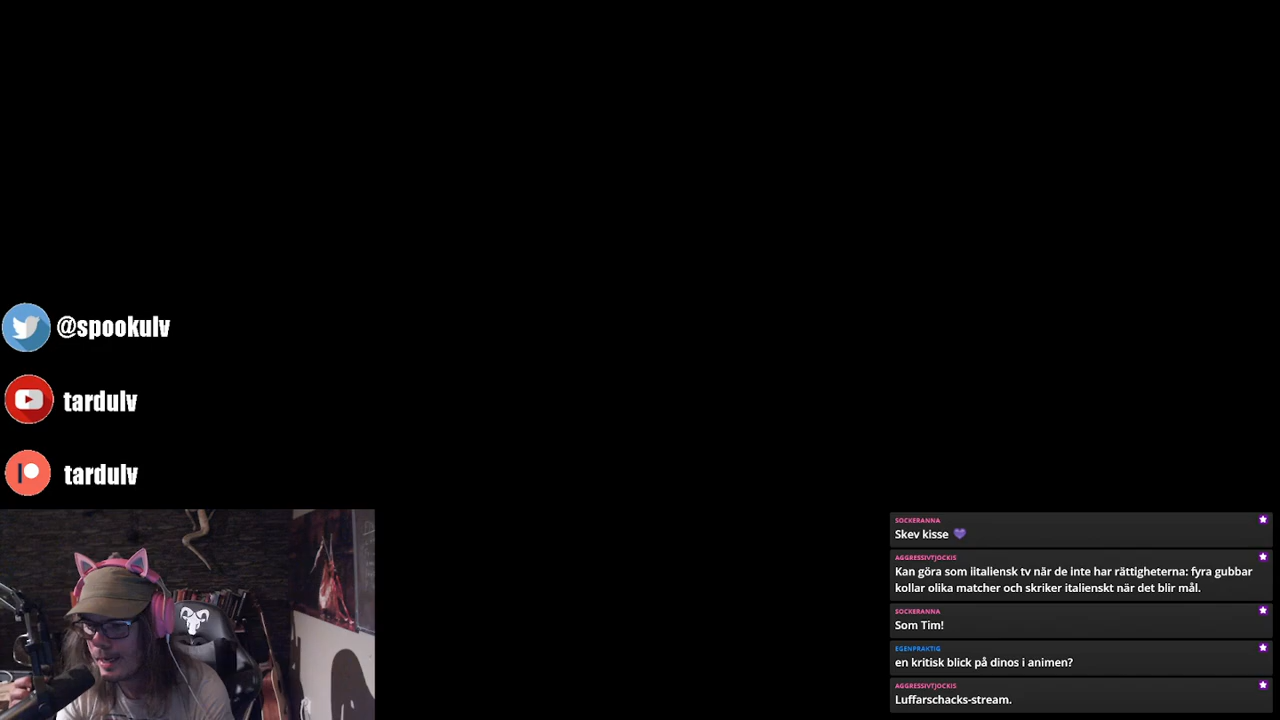 @spookulv
tardulv
tardulv
SOCKERANNA
Skev kisse 💜
AGGRESSIVTJOCKIS
Kan göra som iitaliensk tv när de inte har rättigheterna: fyra gubbar
kollar olika matcher och skriker italienskt när det blir mål.
SOCKERANNA
Som Tim!
EGENPRAKTIG
en kritisk blick på dinos i animen?
AGGRESSIVTJOCKIS
Luffarschacks-stream.